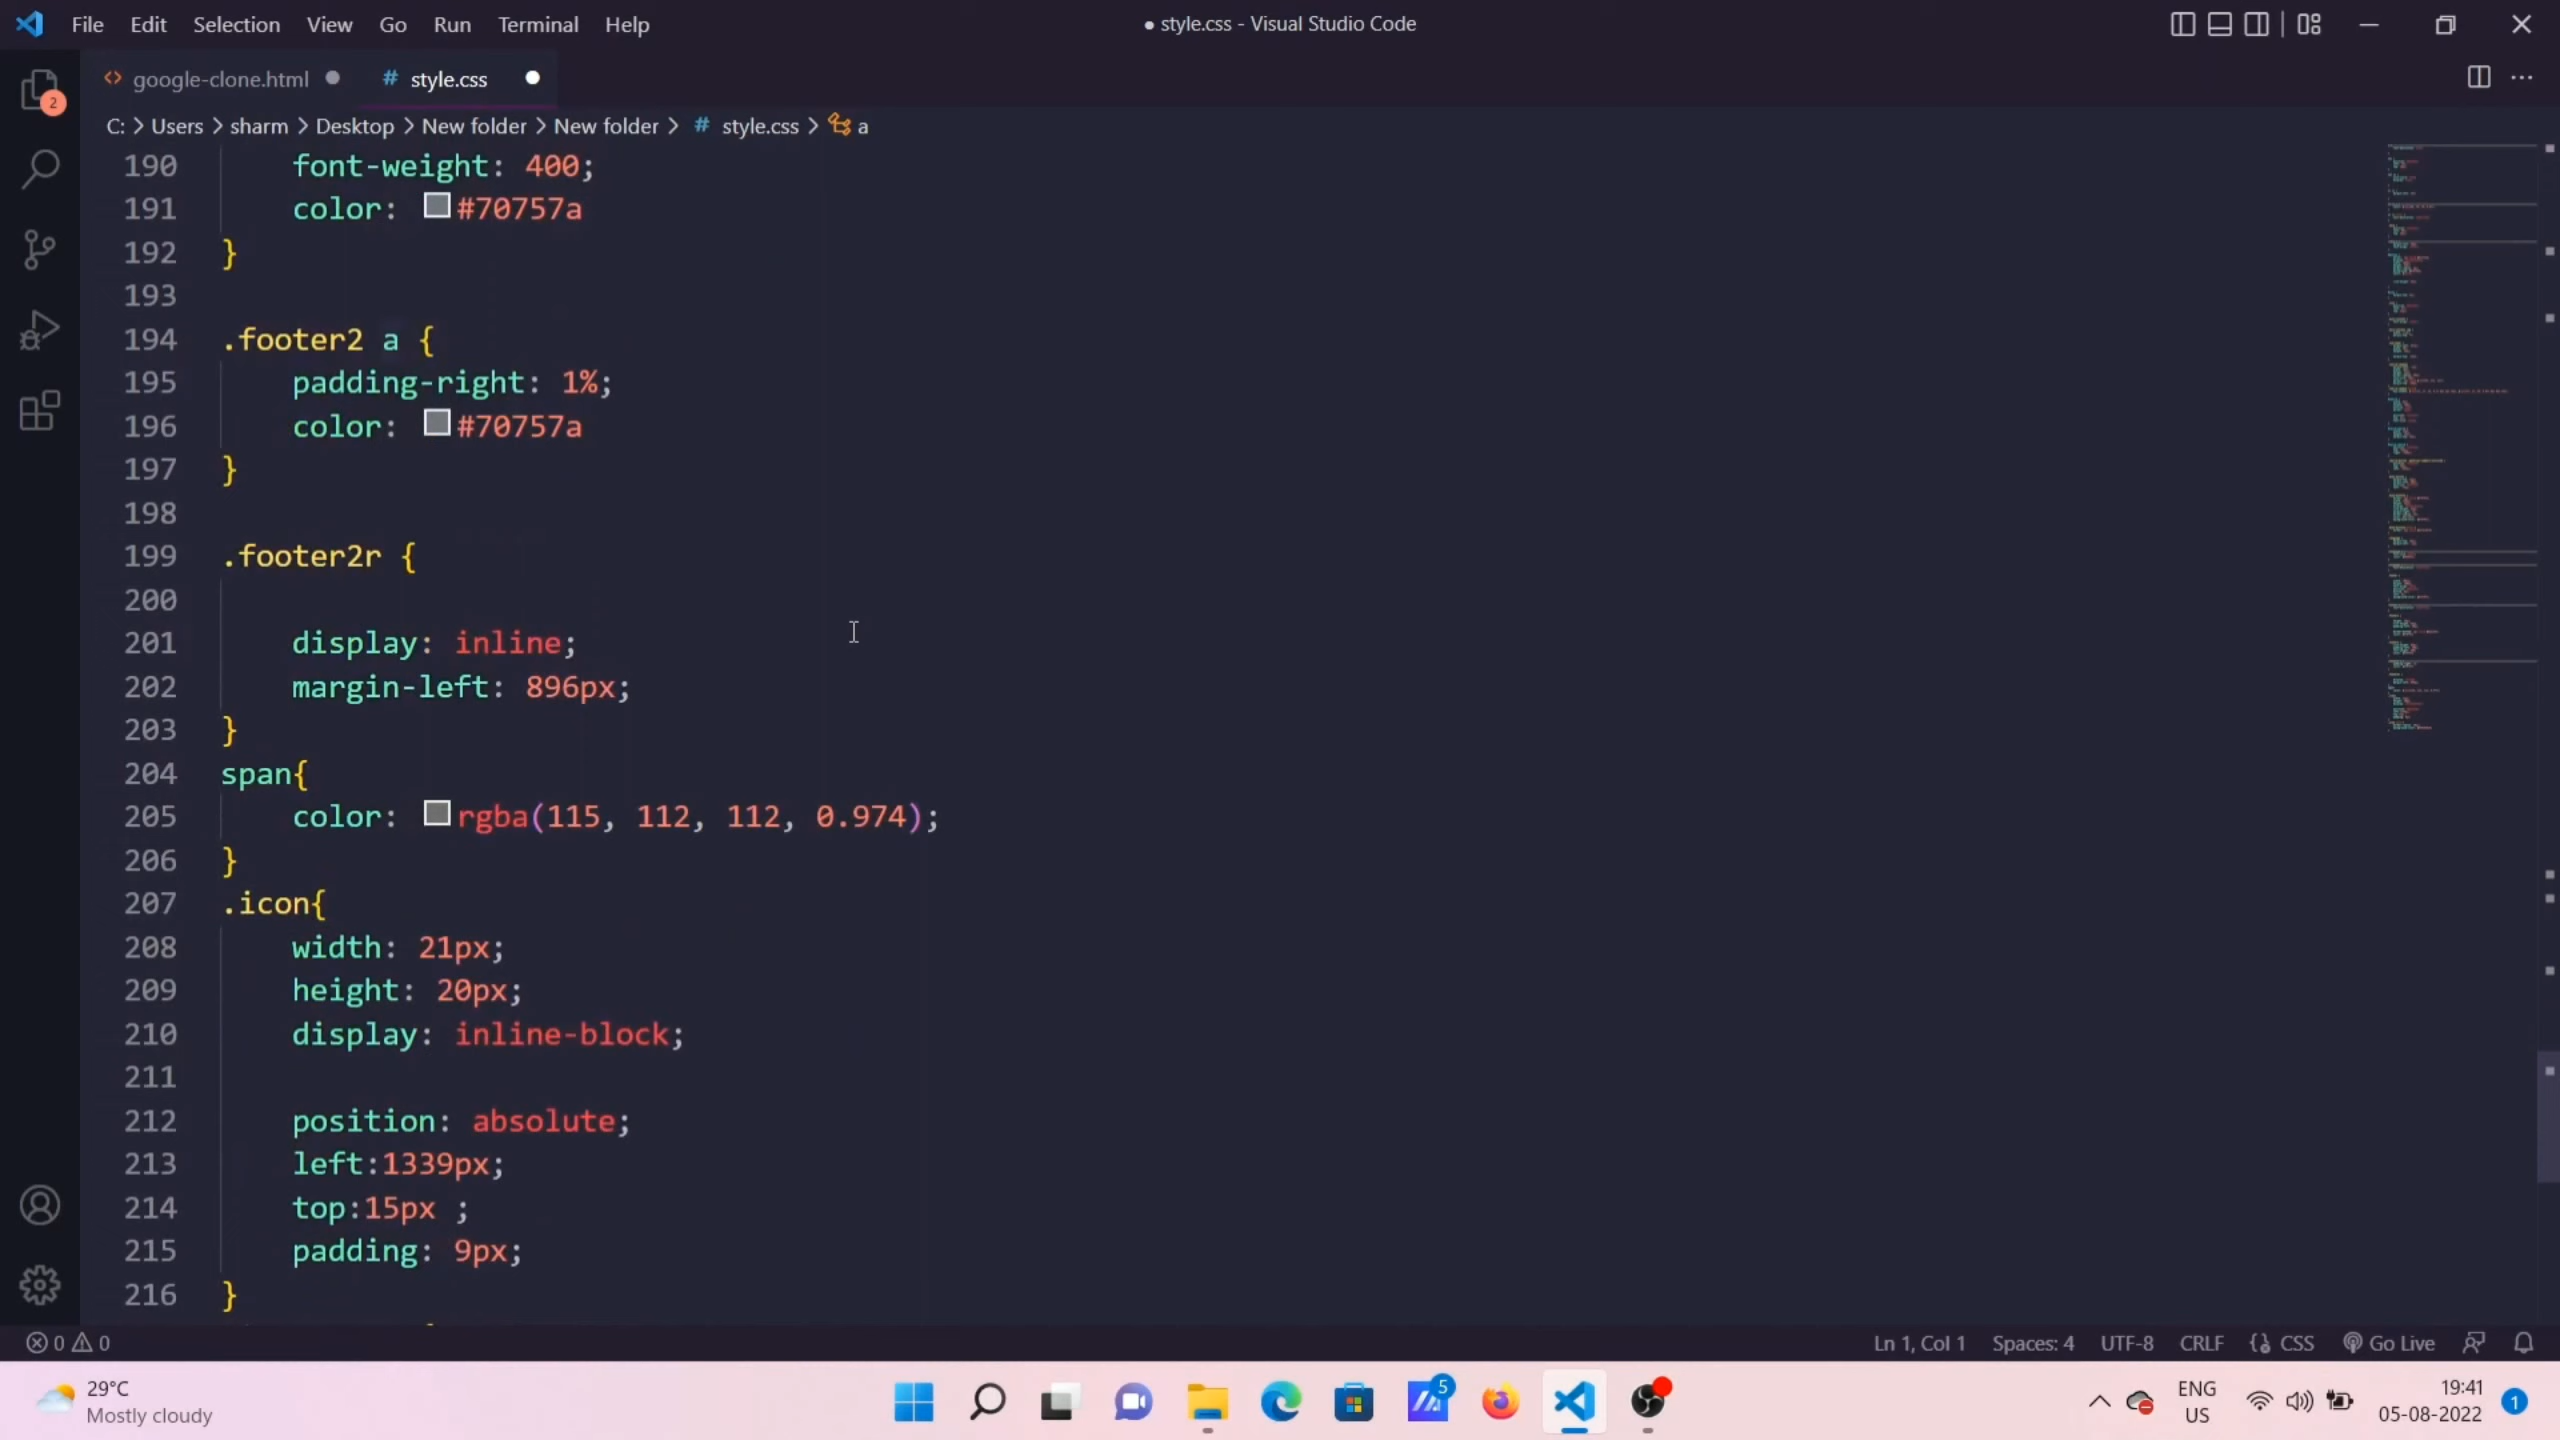 File Edit Selection View Go Run Terminal Help
● style.css - Visual Studio Code
google-clone.html ● # style.css ●
2
C: > Users > sharm > Desktop > New folder > New folder > # style.css > a
190 font-weight: 400;
191 color: #70757a
192 }
193
194 .footer2 a {
195 padding-right: 1%;
196 color: #70757a
197 }
198
199 .footer2r {
200
201 display: inline;
202 margin-left: 896px;
203 }
204 span{
205 color: rgba(115, 112, 112, 0.974);
206 }
207 .icon{
208 width: 21px;
209 height: 20px;
210 display: inline-block;
211
212 position: absolute;
213 left:1339px;
214 top:15px ;
215 padding: 9px;
216 }
0 0
Ln 1, Col 1 Spaces: 4 UTF-8 CRLF {} CSS Go Live
29°C
Mostly cloudy
5
ENG
US
19:41
05-08-2022
1